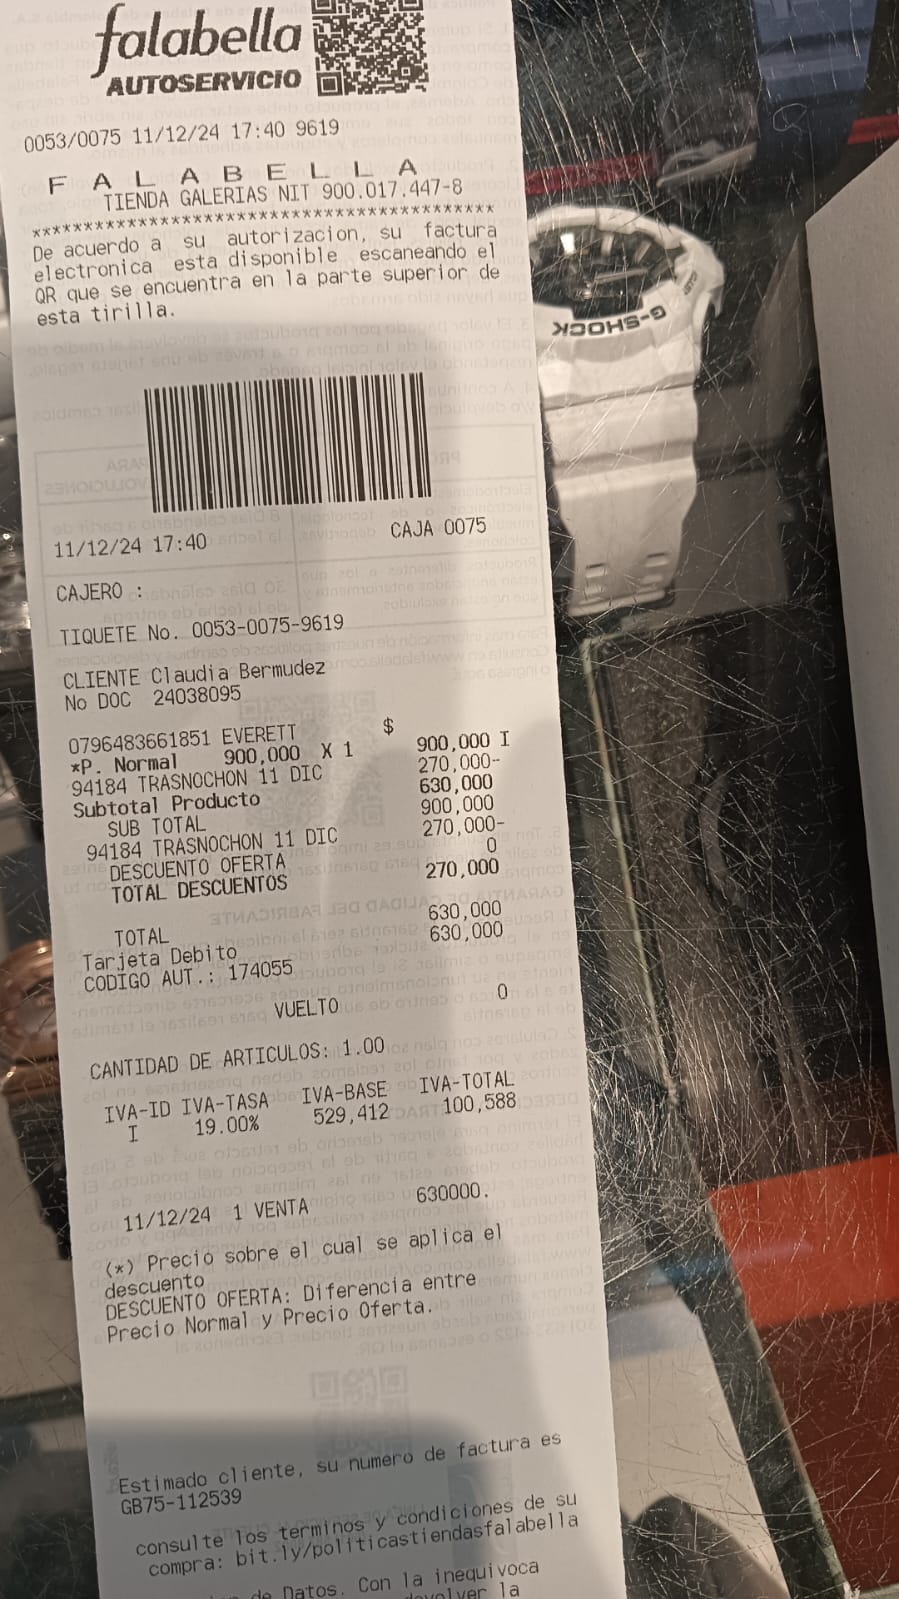 falabella
AUTOSERVICIO
0053/0075 11/12/24 17:40 9619
F A L A B E L L A
TIENDA GALERIAS NIT 900.017.447-8
******************************************
De acuerdo a su autorizacion, su factura
electronica esta disponible escaneando el
QR que se encuentra en la parte superior de
esta tirilla.
G-SHOCK
11/12/24 17:40 CAJA 0075
CAJERO :
TIQUETE No. 0053-0075-9619
CLIENTE Claudia Bermudez
No DOC 24038095
$
0796483661851 EVERETT 900,000 I
*P. Normal 900,000 X 1
94184 TRASNOCHON 11 DIC 270,000-
Subtotal Producto 630,000
SUB TOTAL 900,000
94184 TRASNOCHON 11 DIC 270,000-
DESCUENTO OFERTA 0
TOTAL DESCUENTOS 270,000
TOTAL 630,000
Tarjeta Debito 630,000
CODIGO AUT.: 174055
VUELTO 0
CANTIDAD DE ARTICULOS: 1.00
IVA-ID IVA-TASA IVA-BASE IVA-TOTAL
I 19.00% 529,412 100,588
11/12/24 1 VENTA 630000.
(*) Precio sobre el cual se aplica el
descuento
DESCUENTO OFERTA: Diferencia entre
Precio Normal y Precio Oferta.
Estimado cliente, su numero de factura es
GB75-112539
consulte los terminos y condiciones de su
compra: bit.ly/politicastiendasfalabella
de Datos. Con la inequivoca
la